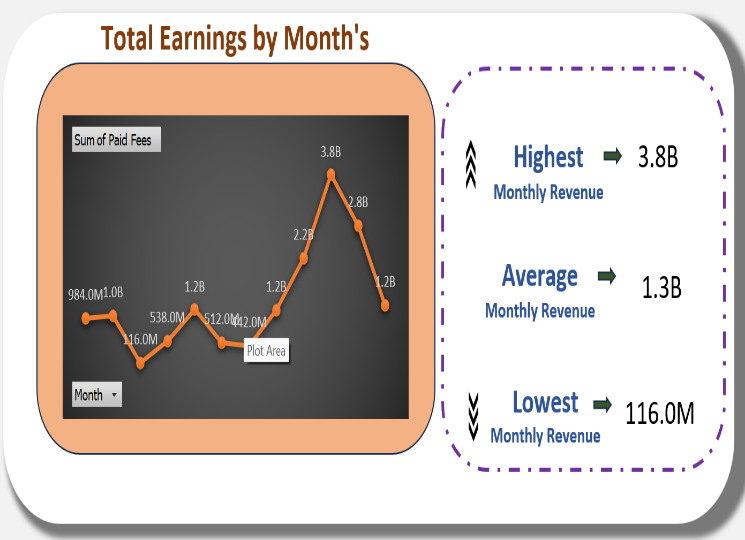 Total Earnings by Month's
Sum of Paid Fees
3.8B
2.8B
2.2B
984.0M 1.0B 1.2B 1.2B 1.2B
116.0M 538.0M 512.0M 442.0M
Plot Area
Month
Highest 3.8B
Monthly Revenue
Average 1.3B
Monthly Revenue
Lowest 116.0M
Monthly Revenue